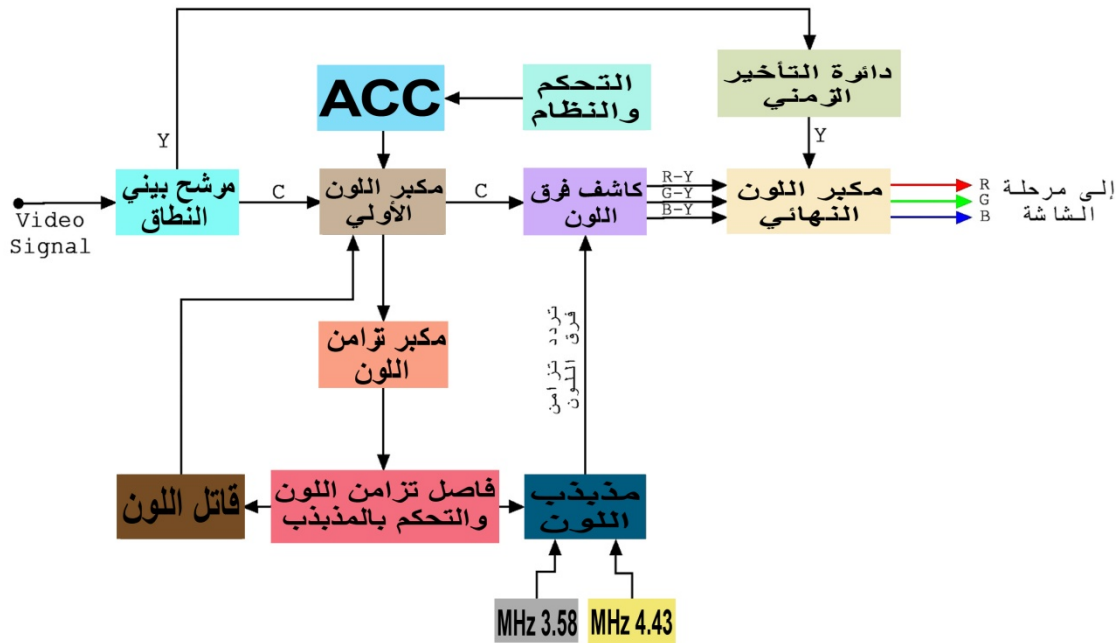 دائرة التأخير
الزمني
ACC
التحكم
والنظام
Y
Y
Video
Signal
مرشح بيني
النطاق
C
مكبر اللون
الأولي
C
كاشف فرق
اللون
R-Y
G-Y
B-Y
مكبر اللون
النهائي
R
G
B
إلى مرحلة
الشاشة
مكبر تزامن
اللون
تردد تزامن
فرق اللون
قاتل اللون
فاصل تزامن اللون
والتحكم بالمذبذب
مذبذب
اللون
MHz 3.58
MHz 4.43